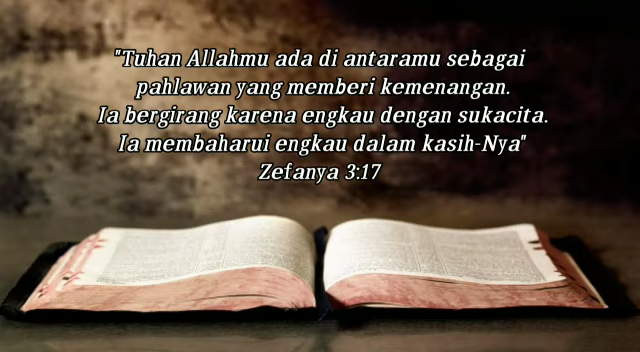 "Tuhan Allahmu ada di antaramu sebagai
pahlawan yang memberi kemenangan.
Ia bergirang karena engkau dengan sukacita.
Ia membaharui engkau dalam kasih-Nya"
Zefanya 3:17